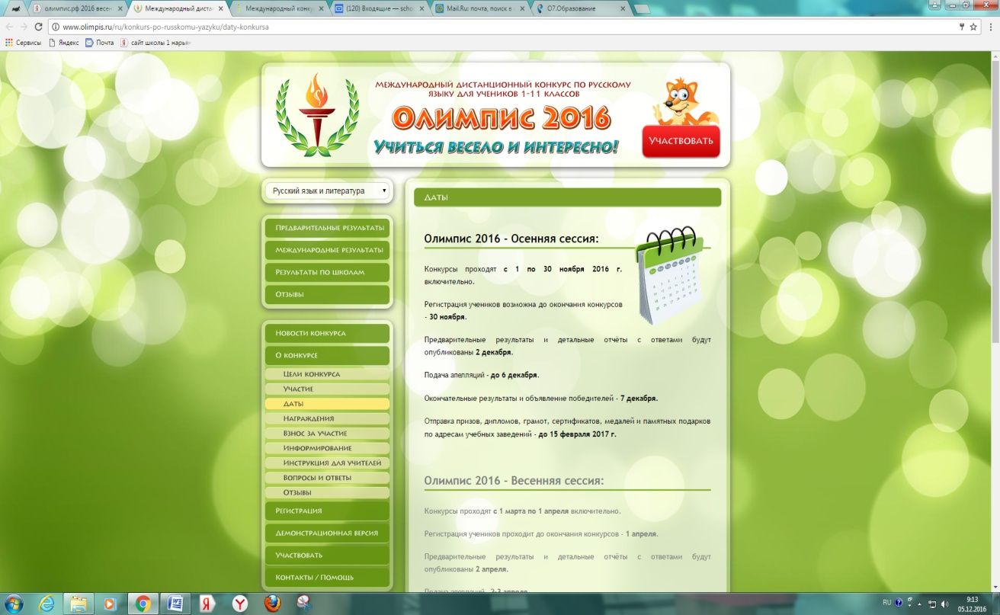 олимпис.рф 2016 весен
Международный диста
Международный конку
(120) Входящие — scho
Mail.Ru: почта, поиск в
О7.Образование
www.olimpis.ru/ru/konkurs-po-russkomu-yazyku/daty-konkursa
Сервисы
Яндекс
Почта
сайт школы 1 нарья
Международный дистанционный конкурс по русскому
языку для учеников 1-11 классов
Олимпис 2016
Учиться весело и интересно!
Участвовать
Русский язык и литература
Предварительные результаты
Международные результаты
Результаты по школам
Отзывы
Новости конкурса
О конкурсе
Цели конкурса
Участие
Даты
Награждения
Взнос за участие
Информирование
Инструкция для учителей
Вопросы и ответы
Отзывы
Регистрация
Демонстрационная версия
Участвовать
Контакты / Помощь
Даты
Олимпис 2016 - Осенняя сессия:
Конкурсы проходят с 1 по 30 ноября 2016 г.
включительно.
Регистрация учеников возможна до окончания конкурсов
- 30 ноября.
Предварительные результаты и детальные отчёты с ответами будут
опубликованы 2 декабря.
Подача апелляций - до 6 декабря.
Окончательные результаты и объявление победителей - 7 декабря.
Отправка призов, дипломов, грамот, сертификатов, медалей и памятных подарков
по адресам учебных заведений - до 15 февраля 2017 г.
Олимпис 2016 - Весенняя сессия:
Конкурсы проходят с 1 марта по 1 апреля включительно.
Регистрация учеников проходит до окончания конкурсов - 1 апреля.
Предварительные результаты и детальные отчёты с ответами будут
опубликованы 2 апреля.
Подача апелляций - 2-3 апреля.
RU
9:13
05.12.2016